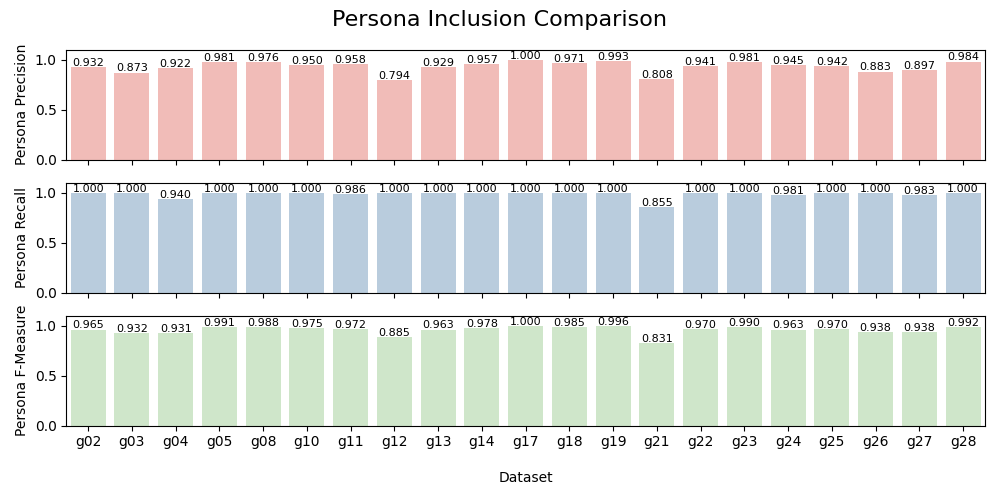 Persona Inclusion Comparison
Persona Precision
1.0
0.5
0.0
0.932 0.873 0.922 0.981 0.976 0.950 0.958 0.794 0.929 0.957 1.000 0.971 0.993 0.808 0.941 0.981 0.945 0.942 0.883 0.897 0.984
Persona Recall
1.0
0.5
0.0
1.000 1.000 0.940 1.000 1.000 1.000 0.986 1.000 1.000 1.000 1.000 1.000 1.000 0.855 1.000 1.000 0.981 1.000 1.000 0.983 1.000
Persona F-Measure
1.0
0.5
0.0
0.965 0.932 0.931 0.991 0.988 0.975 0.972 0.885 0.963 0.978 1.000 0.985 0.996 0.831 0.970 0.990 0.963 0.970 0.938 0.938 0.992
g02 g03 g04 g05 g08 g10 g11 g12 g13 g14 g17 g18 g19 g21 g22 g23 g24 g25 g26 g27 g28
Dataset